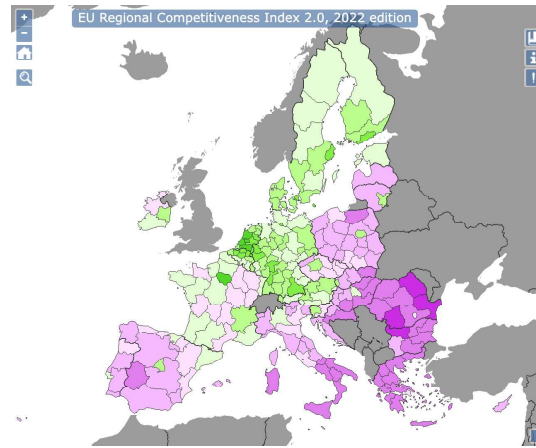 EU Regional Competitiveness Index 2.0, 2022 edition
+
−
i
!